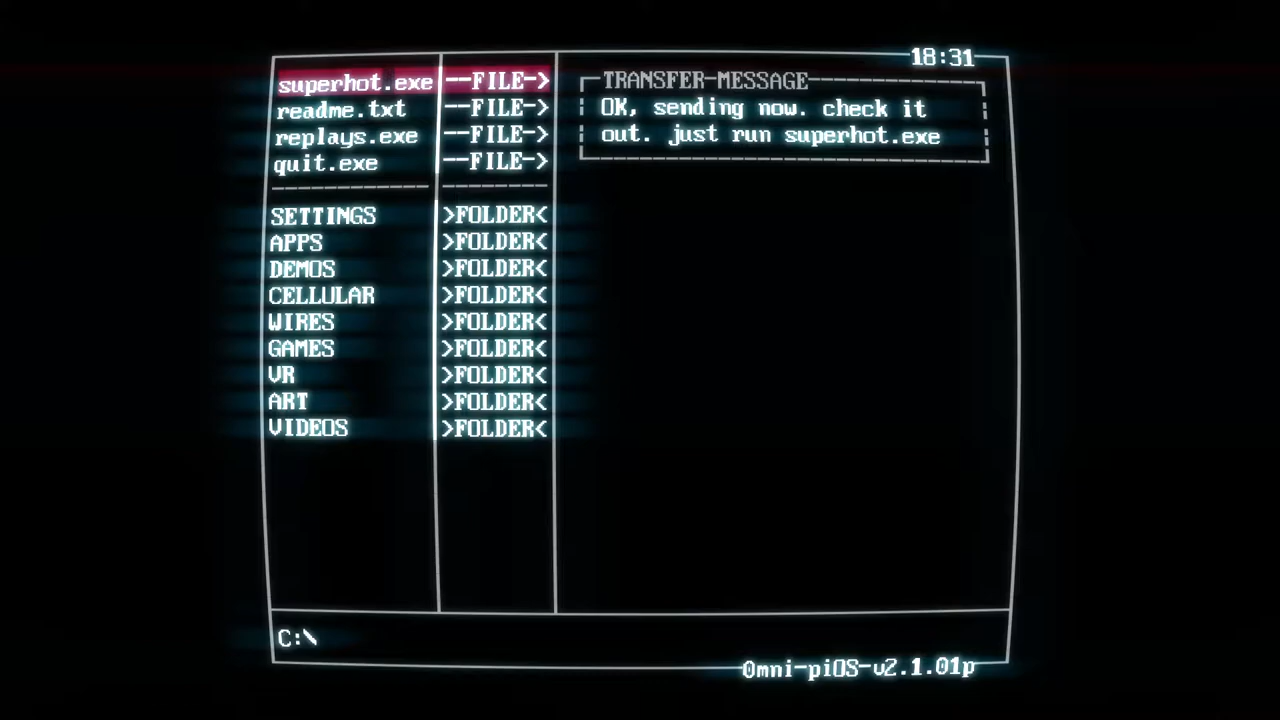 18:31
superhot.exe --FILE->
readme.txt --FILE->
replays.exe --FILE->
quit.exe --FILE->
SETTINGS >FOLDER<
APPS >FOLDER<
DEMOS >FOLDER<
CELLULAR >FOLDER<
WIRES >FOLDER<
GAMES >FOLDER<
VR >FOLDER<
ART >FOLDER<
VIDEOS >FOLDER<
TRANSFER-MESSAGE
OK, sending now. check it
out. just run superhot.exe
C:\
0mni-piOS-v2.1.01p